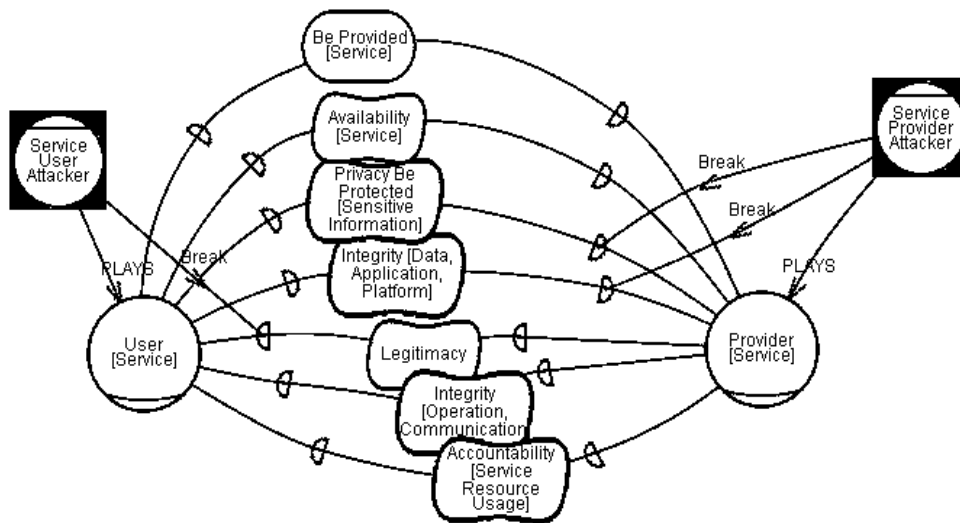 Be Provided
[Service]
Service
User
Attacker
Availability
[Service]
Service
Provider
Attacker
Privacy Be
Protected
[Sensitive
Information]
Break
Break
Integrity [Data,
Application,
Platform]
PLAYS
Break
PLAYS
User
[Service]
Legitimacy
Provider
[Service]
Integrity
[Operation,
Communication
Accountability
[Service
Resource
Usage]